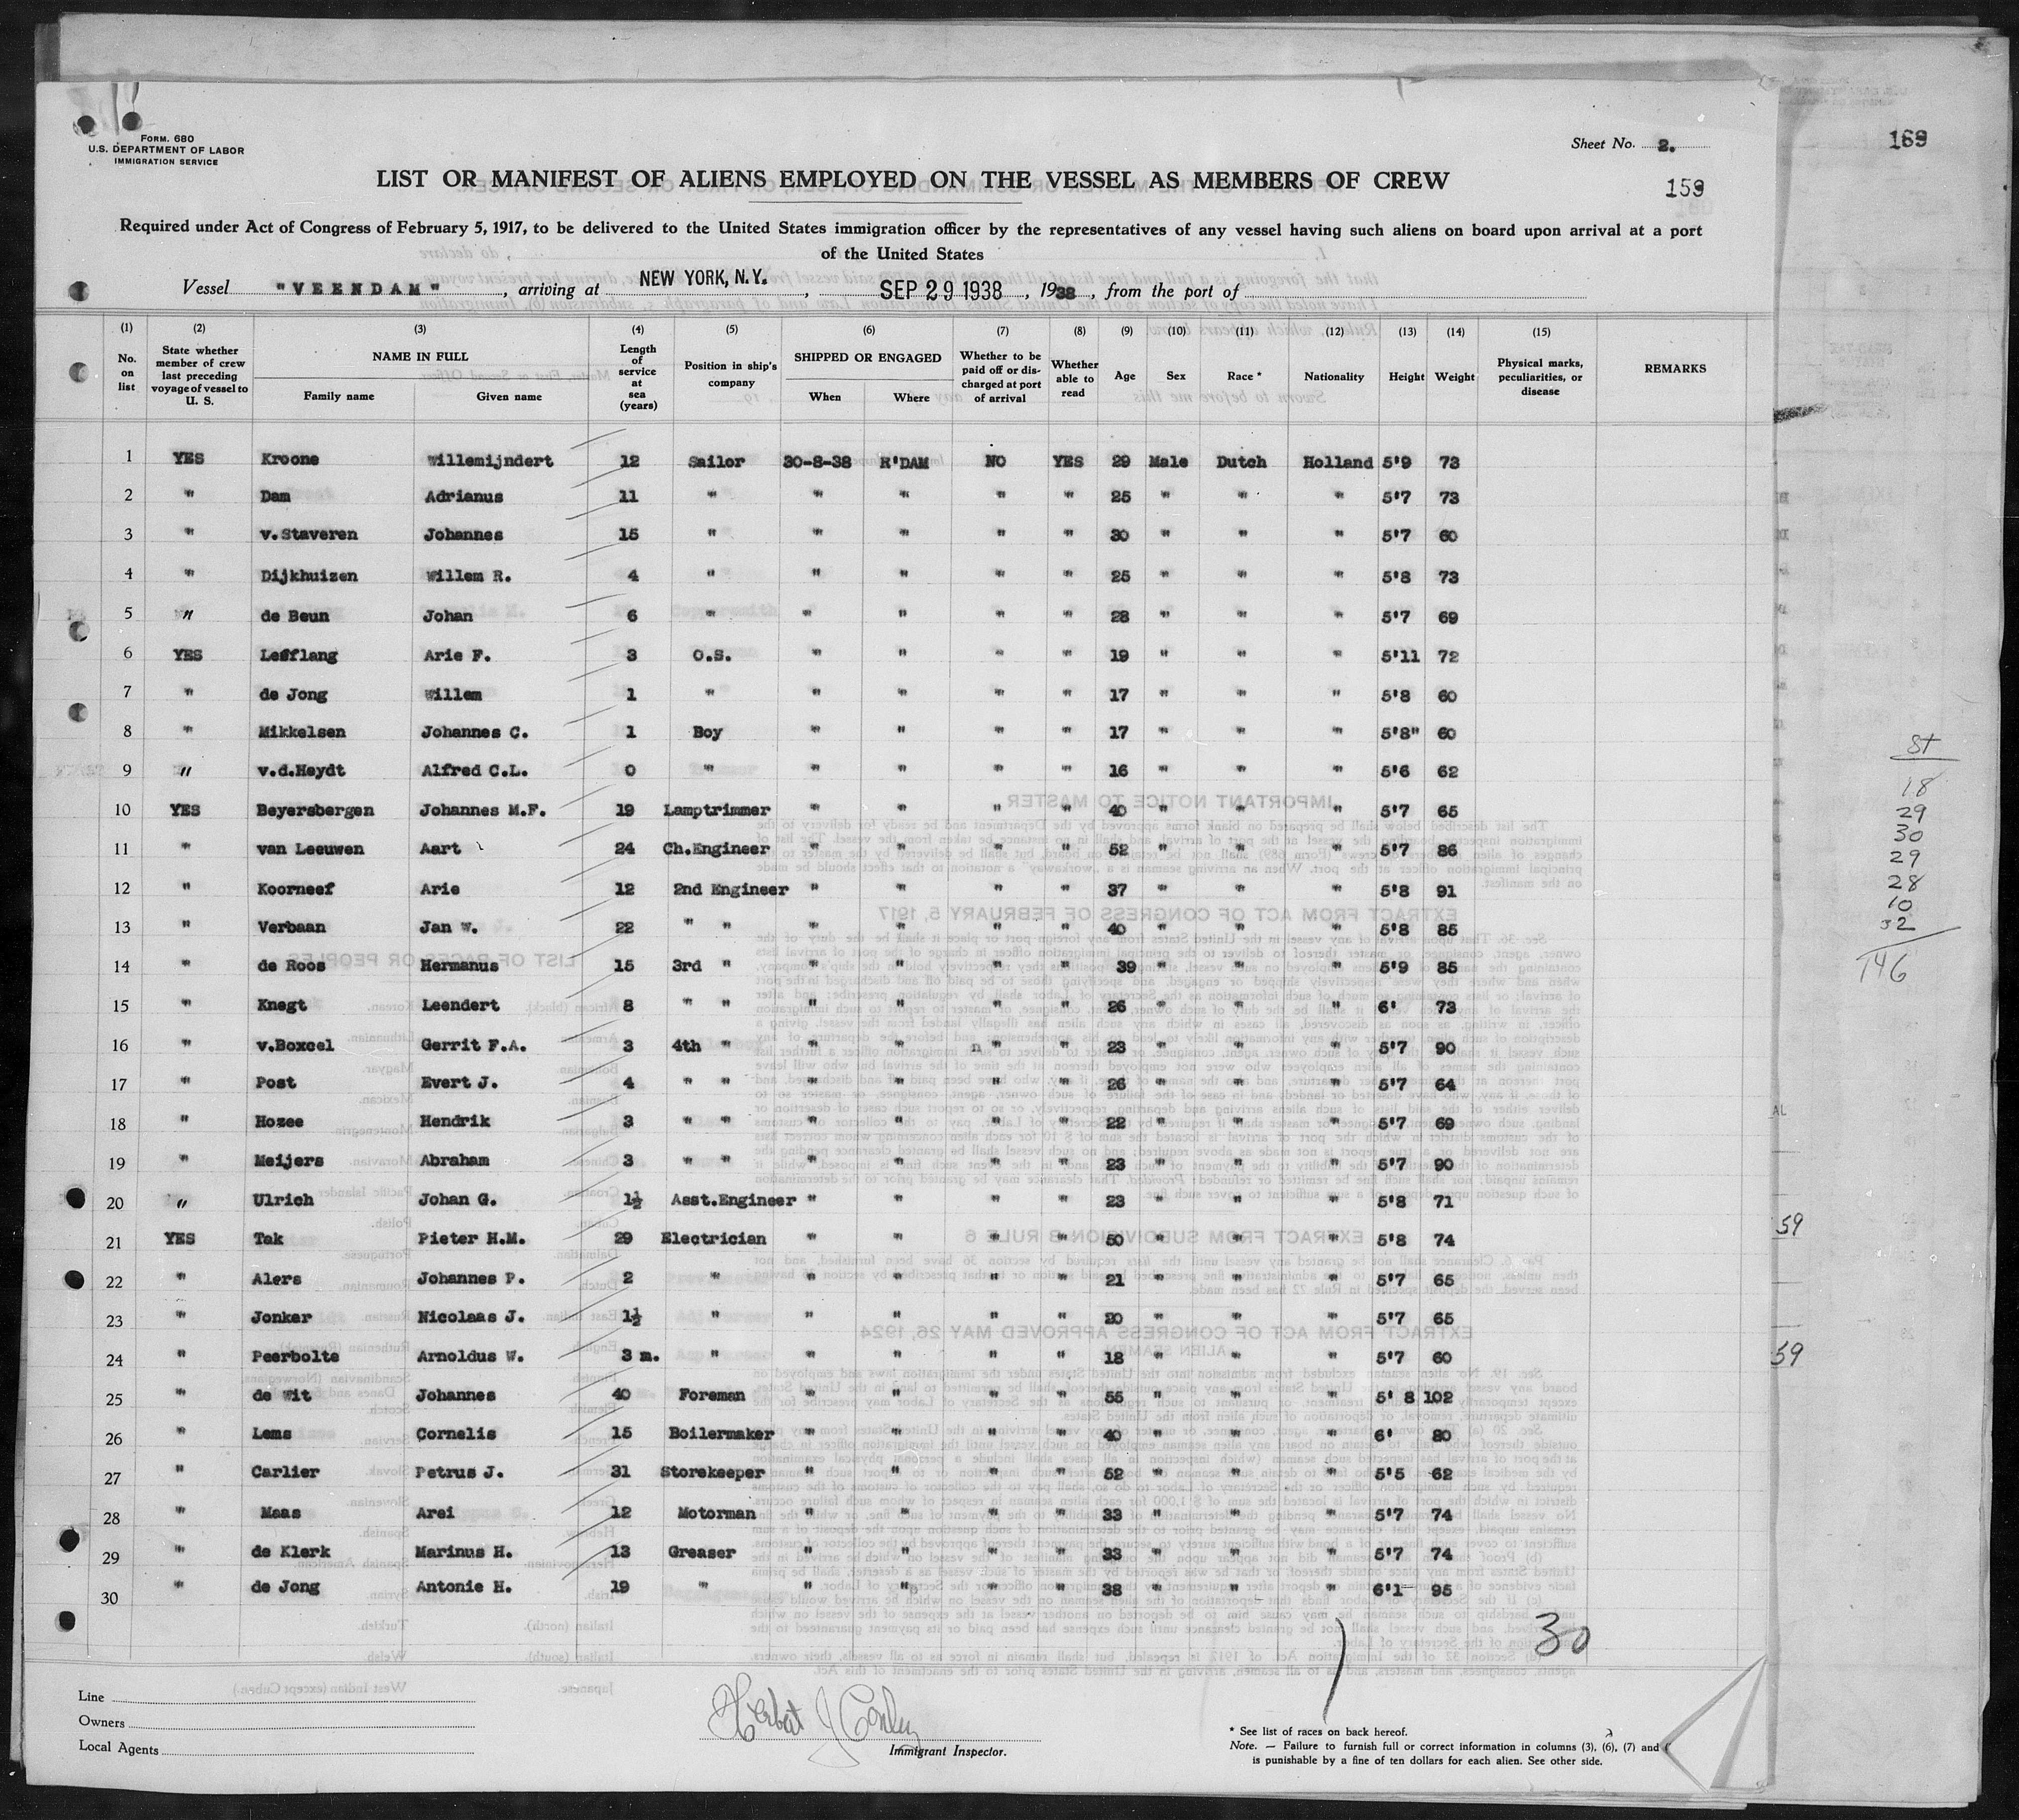 Form. 680
U.S. DEPARTMENT OF LABOR
IMMIGRATION SERVICE
Sheet No. 2.
169
LIST OR MANIFEST OF ALIENS EMPLOYED ON THE VESSEL AS MEMBERS OF CREW
159
Required under Act of Congress of February 5, 1917, to be delivered to the United States immigration officer by the representatives of any vessel having such aliens on board upon arrival at a port
of the United States
Vessel "VEENDAM", arriving at NEW YORK, N.Y., SEP 29 1938, 1938, from the port of
(1) (2) (3) (4) (5) (6) (7) (8) (9) (10) (11) (12) (13) (14) (15)
No. on list State whether member of crew last preceding voyage of vessel to U. S. NAME IN FULL Family name Given name Length of service at sea (years) Position in ship's company SHIPPED OR ENGAGED When Where Whether to be paid off or discharged at port of arrival Whether able to read Age Sex Race * Nationality Height Weight Physical marks, peculiarities, or disease REMARKS
1 YES Kroone Willemijndert 12 Sailor 30-8-38 R'DAM NO YES 29 Male Dutch Holland 5'9 73
2 " Dam Adrianus 11 " " " " " 25 " " " 5'7 73
3 " v.Staveren Johannes 15 " " " " " 30 " " " 5'7 60
4 " Dijkhuizen Willem R. 4 " " " " " 25 " " " 5'8 73
5 " de Beun Johan 6 " " " " " 28 " " " 5'7 69
6 YES Lefflang Arie F. 3 O.S. " " " " 19 " " " 5'11 72
7 " de Jong Willem 1 " " " " " 17 " " " 5'8 60
8 " Mikkelsen Johannes C. 1 Boy " " " " 17 " " " 5'8" 60
9 " v.d.Heydt Alfred C.L. 0 " " " " " 16 " " " 5'6 62
10 YES Beyersbergen Johannes M.F. 19 Lamptrimmer " " " " 40 " " " 5'7 65
11 " van Leeuwen Aart 24 Ch.Engineer " " " " 52 " " " 5'7 86
12 " Koorneef Arie 12 2nd Engineer " " " " 37 " " " 5'8 91
13 " Verbaan Jan W. 22 " " " " " " 40 " " " 5'8 85
14 " de Roos Hermanus 15 3rd " " " " " 39 " " " 5'9 85
15 " Knegt Leendert 8 " " " " " " 26 " " " 6' 73
16 " v.Boxcel Gerrit F.A. 3 4th " " " n " " 23 " " " 5'7 90
17 " Post Evert J. 4 " " " " " " 26 " " " 5'7 64
18 " Hozee Hendrik 3 " " " " " " 22 " " " 5'7 69
19 " Meijers Abraham 3 " " " " " " 23 " " " 5'7 90
20 " Ulrich Johan G. 1½ Asst.Engineer " " " " 23 " " " 5'8 71
21 YES Tak Pieter H.M. 29 Electrician " " " " 50 " " " 5'8 74
22 " Alers Johannes P. 2 " " " " " 21 " " " 5'7 65
23 " Jonker Nicolaas J. 1½ " " " " " 20 " " " 5'7 65
24 " Peerbolte Arnoldus W. 3 m. " " " " " 18 " " " 5'7 60
25 " de Wit Johannes 40 Foreman " " " " 55 " " " 5' 8 102
26 " Lems Cornelis 15 Boilermaker " " " " 40 " " " 6' 80
27 " Carlier Petrus J. 31 Storekeeper " " " " 52 " " " 5'5 62
28 " Maas Arei 12 Motorman " " " " 33 " " " 5'7 74
29 " de Klerk Marinus H. 13 Greaser " " " " 33 " " " 5'7 74
30 " de Jong Antonie H. 19 " " " " " 38 " " " 6'1 95
30
St
18
29
30
29
28
10
32
146
59
59
Line
Owners
Local Agents
Herbert J Conley
Immigrant Inspector.
* See list of races on back hereof.
Note. — Failure to furnish full or correct information in columns (3), (6), (7) and
is punishable by a fine of ten dollars for each alien. See other side.